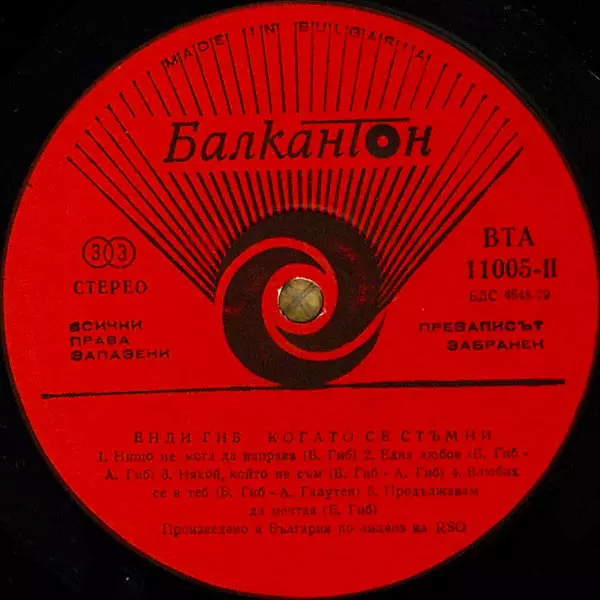 MADE IN BULGARIA
Балкантон
33
СТЕРЕО
ВСИЧНИ
ПРАВА
ЗАПАЗЕНИ
ВТА
11005-II
БДС 4648-79
ПРЕЗАПИСЪТ
ЗАБРАНЕН
ЕНДИ ГИБ КОГАТО СЕ СТЪМНИ
1. Нищо не мога да направя (Б. Гиб) 2. Една любов (Б. Гиб -
А. Гиб) 3. Някой, който не съм (Б. Гиб - А. Гиб) 4. Влюбих
се в теб (Б. Гиб - А. Галутен) 5. Продължавам
да мечтая (Б. Гиб)
Произведено в България по лиценз на RSO